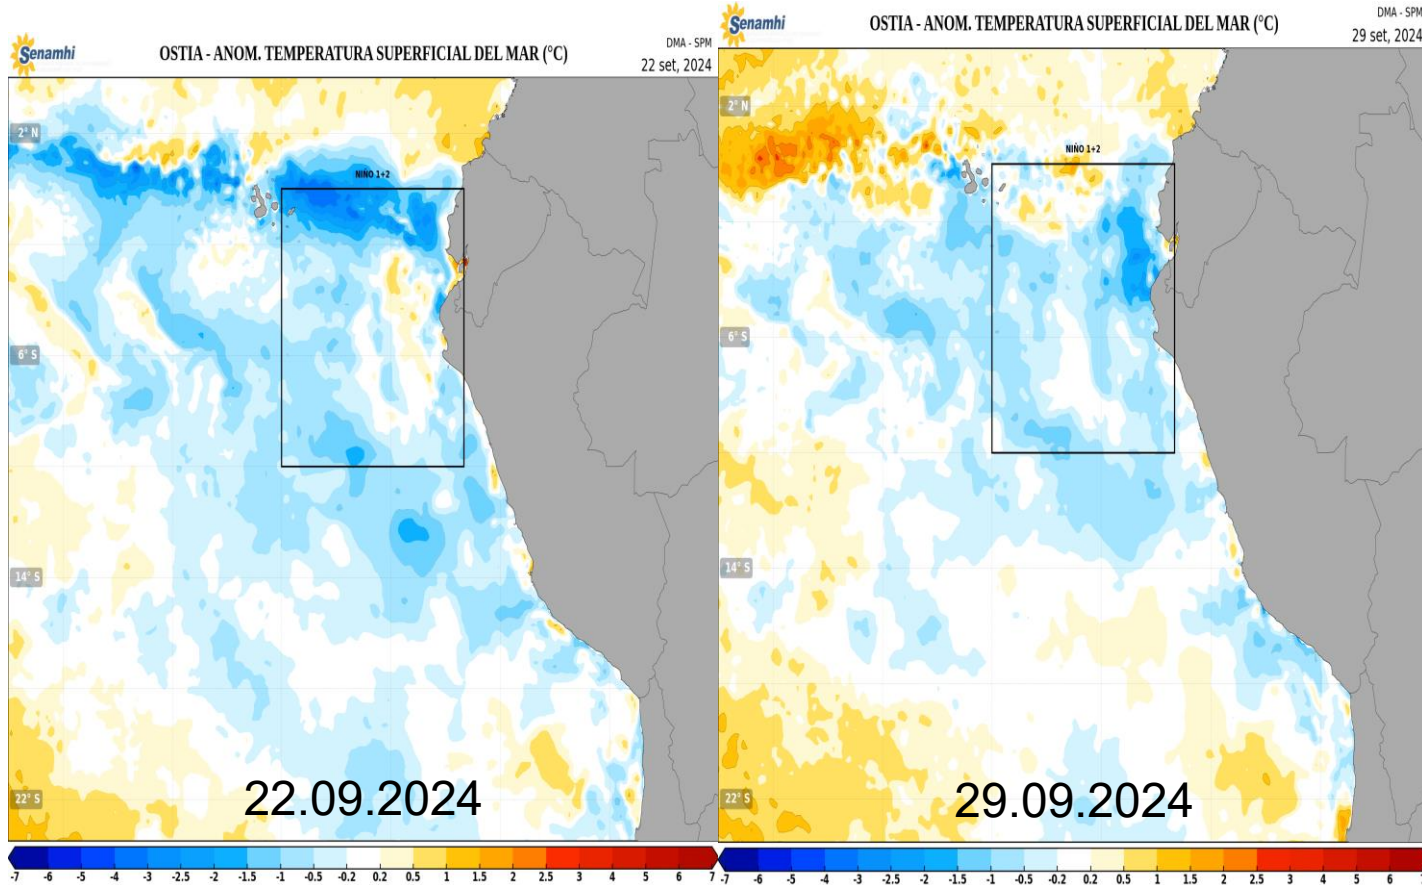 Senamhi
OSTIA - ANOM. TEMPERATURA SUPERFICIAL DEL MAR (°C)
DMA - SPM
22 set, 2024
2° N
NIÑO 1+2
6° S
14° S
22° S
22.09.2024
-7 -6 -5 -4 -3 -2.5 -2 -1.5 -1 -0.5 -0.2 0.2 0.5 1 1.5 2 2.5 3 4 5 6 7
Senamhi
OSTIA - ANOM. TEMPERATURA SUPERFICIAL DEL MAR (°C)
DMA - SPM
29 set, 2024
2° N
NIÑO 1+2
6° S
14° S
22° S
29.09.2024
-7 -6 -5 -4 -3 -2.5 -2 -1.5 -1 -0.5 -0.2 0.2 0.5 1 1.5 2 2.5 3 4 5 6